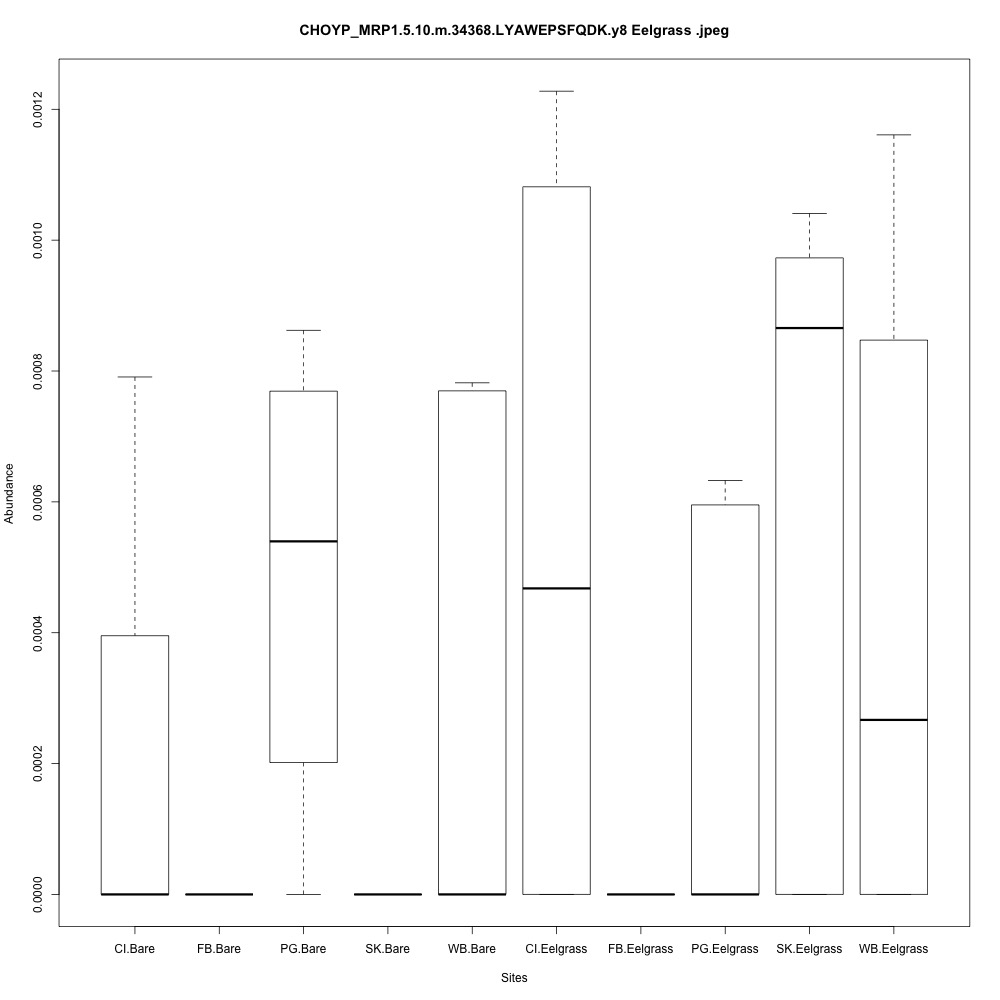 CHOYP_MRP1.5.10.m.34368.LYAWEPSFQDK.y8 Eelgrass .jpeg
0.0012
0.0010
0.0008
0.0006
0.0004
0.0002
0.0000
Abundance
CI.Bare FB.Bare PG.Bare SK.Bare WB.Bare CI.Eelgrass FB.Eelgrass PG.Eelgrass SK.Eelgrass WB.Eelgrass
Sites